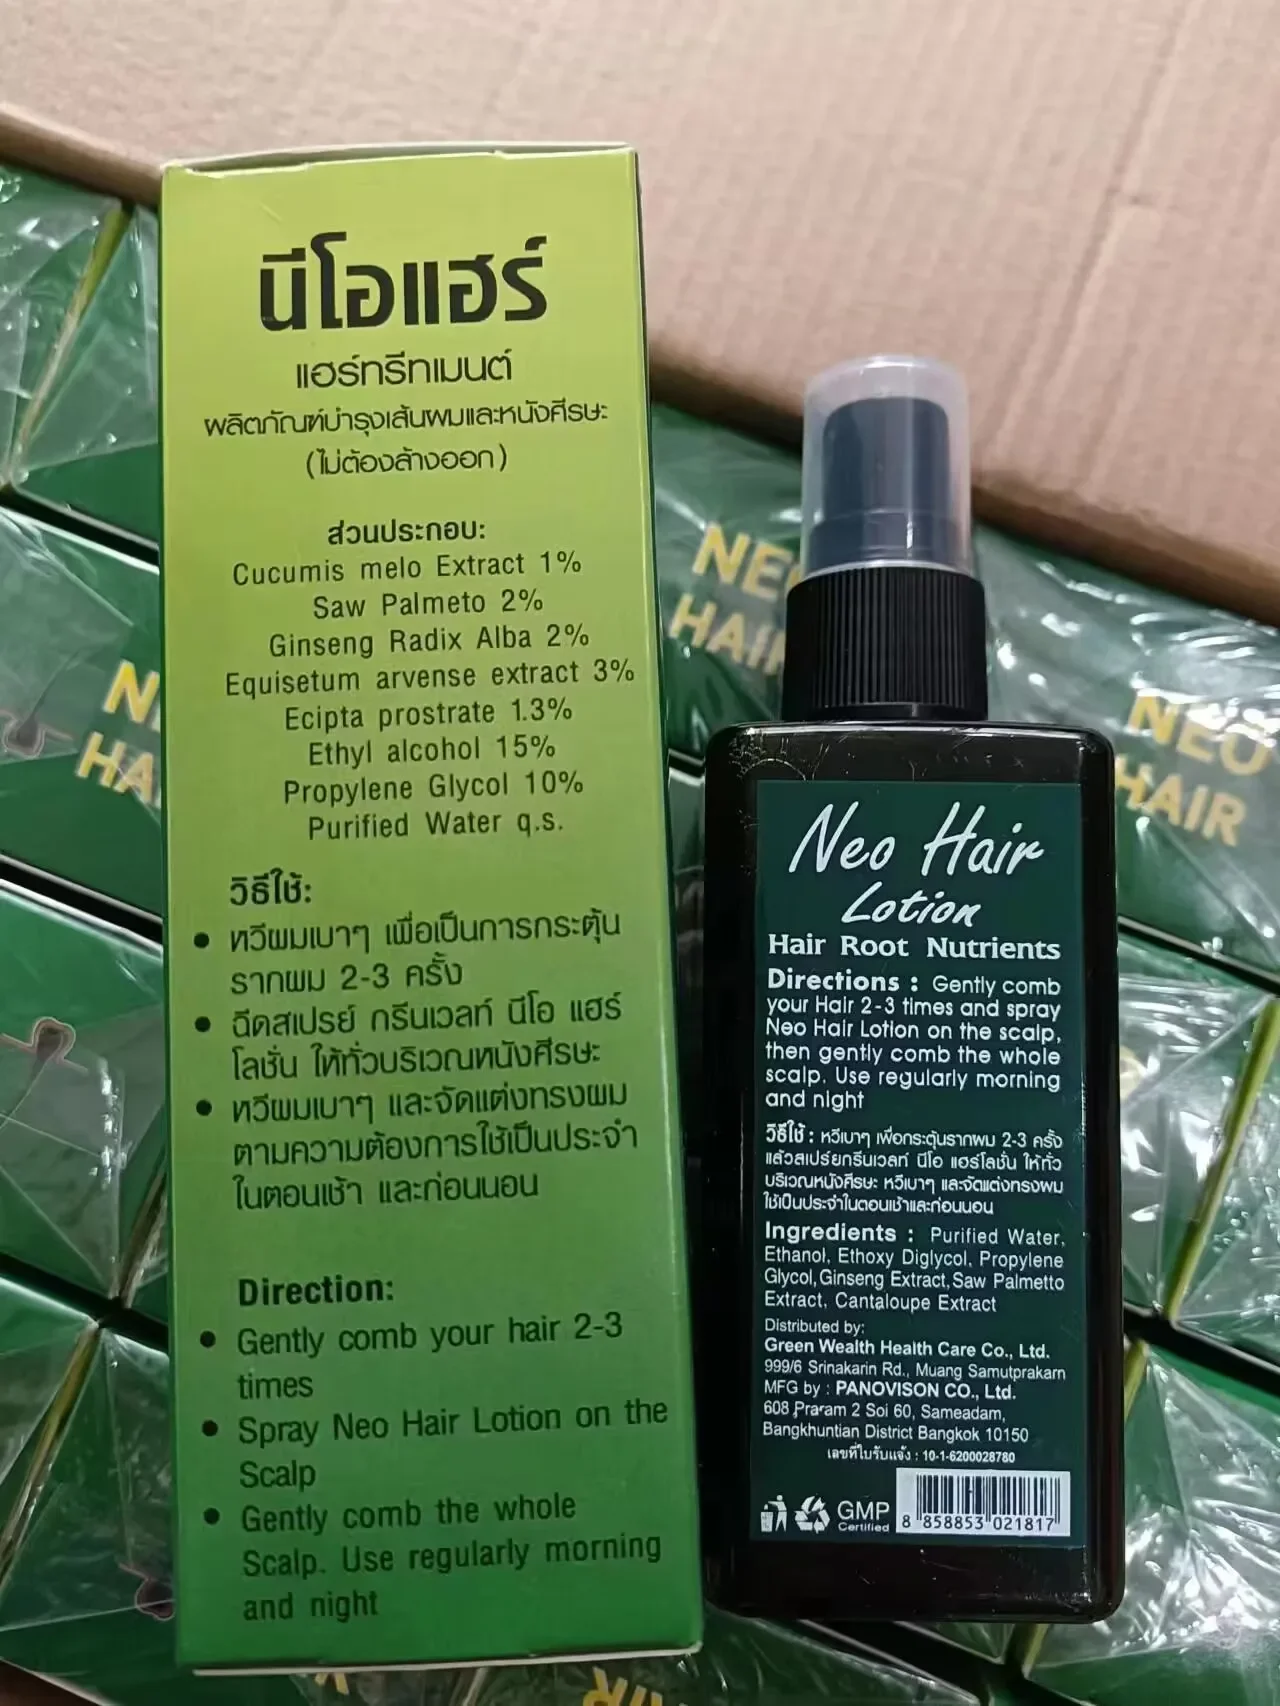 นีโอแฮร์
แฮร์ทรีทเมนต์
ผลิตภัณฑ์บำรุงเส้นผมและหนังศีรษะ
(ไม่ต้องล้างออก)
ส่วนประกอบ:
Cucumis melo Extract 1%
Saw Palmeto 2%
Ginseng Radix Alba 2%
Equisetum arvense extract 3%
Ecipta prostrate 1.3%
Ethyl alcohol 15%
Propylene Glycol 10%
Purified Water q.s.
วิธีใช้:
• หวีผมเบาๆ เพื่อเป็นการกระตุ้น
รากผม 2-3 ครั้ง
• ฉีดสเปรย์ กรีนเวลท์ นีโอ แฮร์
โลชั่น ให้ทั่วบริเวณหนังศีรษะ
• หวีผมเบาๆ และจัดแต่งทรงผม
ตามความต้องการใช้เป็นประจำ
ในตอนเช้า และก่อนนอน
Direction:
• Gently comb your hair 2-3
times
• Spray Neo Hair Lotion on the
Scalp
• Gently comb the whole
Scalp. Use regularly morning
and night
Neo Hair
Lotion
Hair Root Nutrients
Directions : Gently comb
your Hair 2-3 times and spray
Neo Hair Lotion on the scalp,
then gently comb the whole
scalp. Use regularly morning
and night
วิธีใช้ : หวีเบาๆ เพื่อกระตุ้นรากผม 2-3 ครั้ง
แล้วสเปร์ยกรีนเวลท์ นีโอ แฮร์โลชั่น ให้ทั่ว
บริเวณหนังศีรษะ หวีเบาๆ และจัดแต่งทรงผม
ใช้เป็นประจำในตอนเช้าและก่อนนอน
Ingredients : Purified Water,
Ethanol, Ethoxy Diglycol, Propylene
Glycol, Ginseng Extract, Saw Palmetto
Extract, Cantaloupe Extract
Distributed by:
Green Wealth Health Care Co., Ltd.
999/6 Srinakarin Rd., Muang Samutprakarn
MFG by : PANOVISON CO., Ltd.
608 Praram 2 Soi 60, Sameadam,
Bangkhuntian District Bangkok 10150
เลขที่ใบรับแจ้ง : 10-1-6200028780
GMP
Certified
8 858853 021817
NEO
HAIR